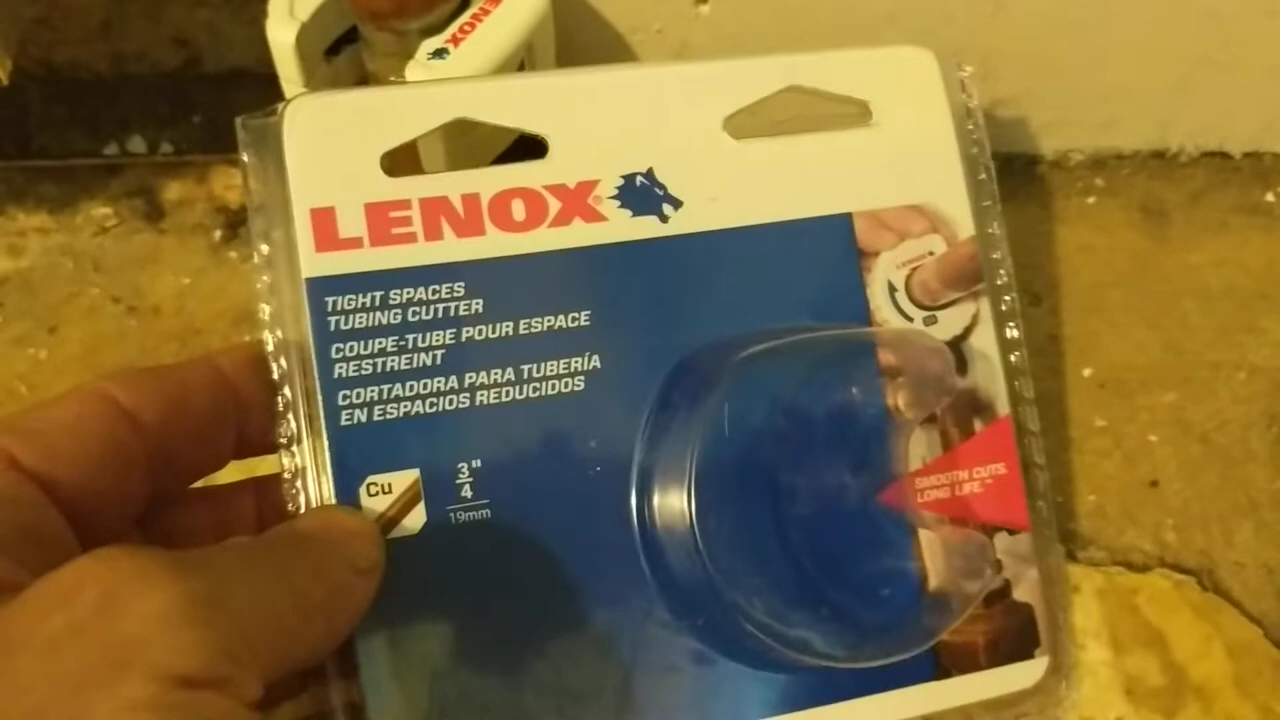 LENOX
LENOX®
TIGHT SPACES
TUBING CUTTER
COUPE-TUBE POUR ESPACE
RESTREINT
CORTADORA PARA TUBERÍA
EN ESPACIOS REDUCIDOS
Cu
3"
4
19mm
LENOX
SMOOTH CUTS.
LONG LIFE.™